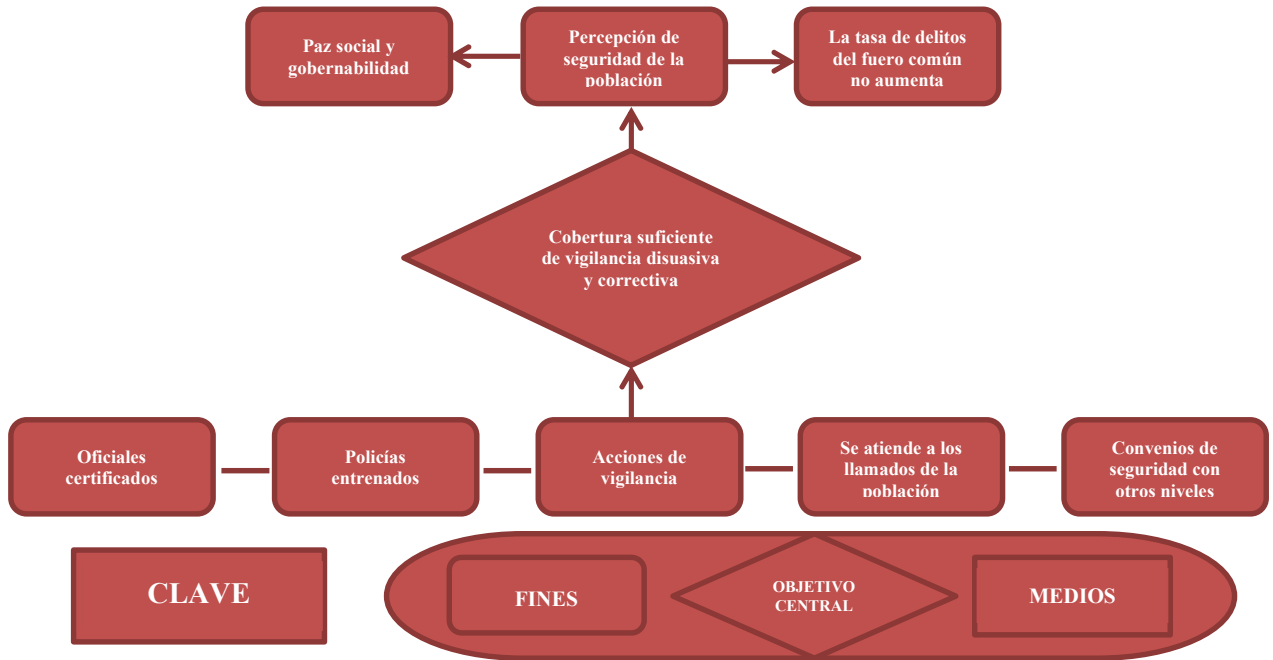 Paz social y
gobernabilidad
Percepción de
seguridad de la
población
La tasa de delitos
del fuero común
no aumenta
Cobertura suficiente
de vigilancia disuasiva
y correctiva
Oficiales
certificados
Policías
entrenados
Acciones de
vigilancia
Se atiende a los
llamados de la
población
Convenios de
seguridad con
otros niveles
CLAVE
FINES
OBJETIVO
CENTRAL
MEDIOS